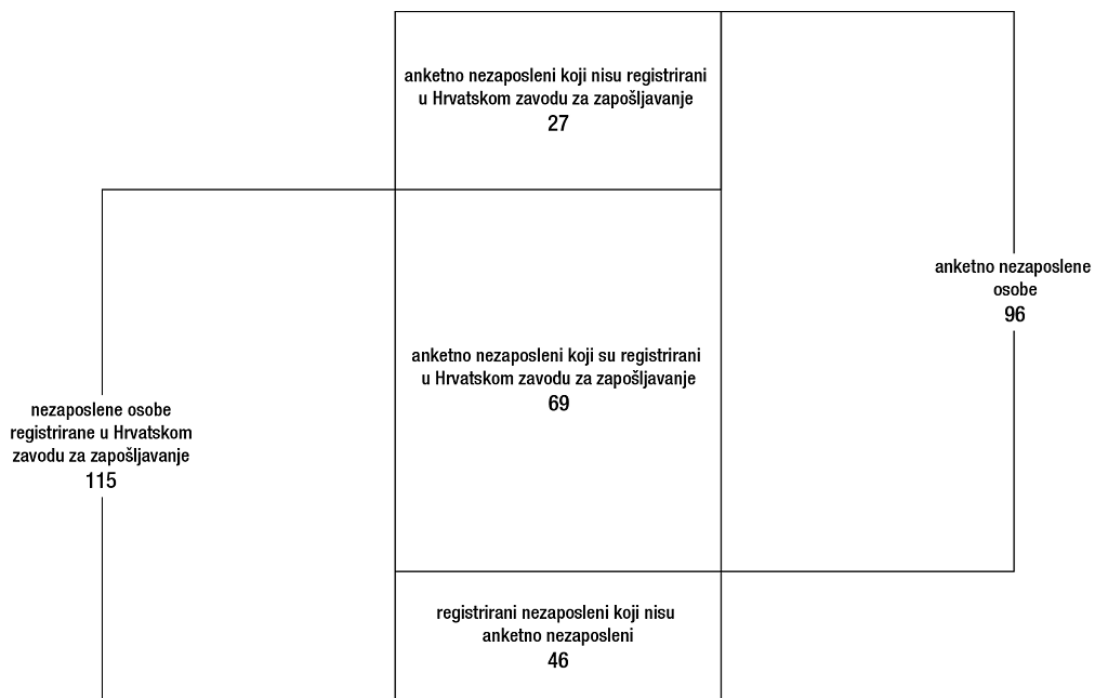 anketno nezaposleni koji nisu registrirani
u Hrvatskom zavodu za zapošljavanje
27
anketno nezaposlene
osobe
96
anketno nezaposleni koji su registrirani
u Hrvatskom zavodu za zapošljavanje
69
nezaposlene osobe
registrirane u Hrvatskom
zavodu za zapošljavanje
115
registrirani nezaposleni koji nisu
anketno nezaposleni
46